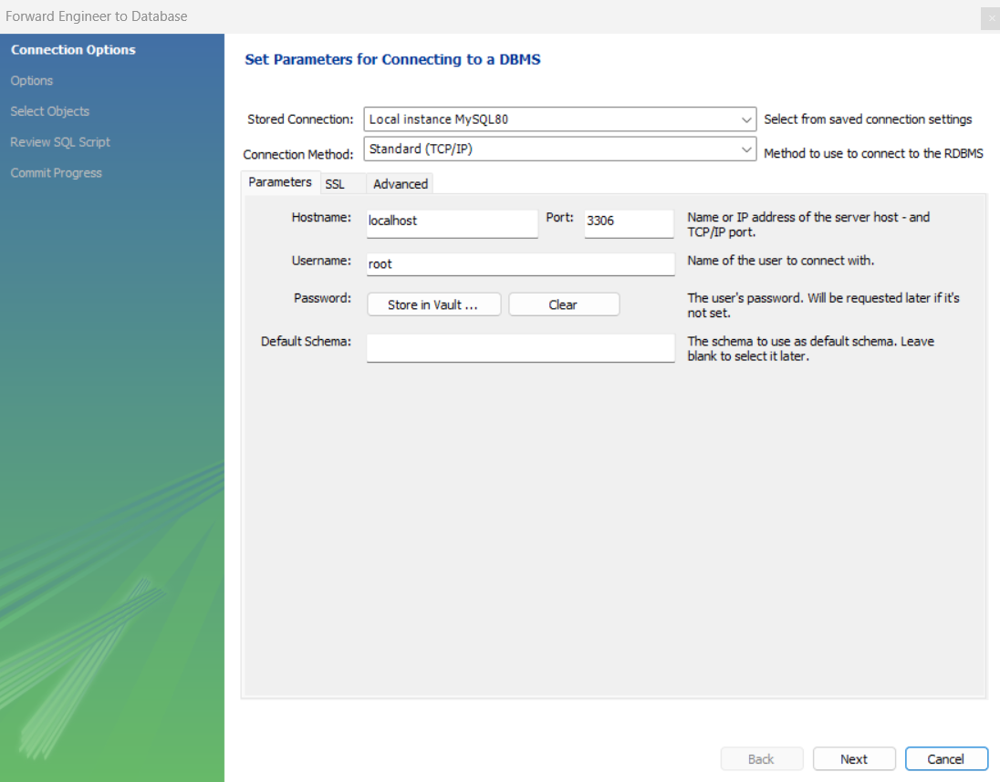 Forward Engineer to Database
Connection Options
Options
Select Objects
Review SQL Script
Commit Progress
Set Parameters for Connecting to a DBMS
Stored Connection: Local instance MySQL80 Select from saved connection settings
Connection Method: Standard (TCP/IP) Method to use to connect to the RDBMS
Parameters SSL Advanced
Hostname: localhost Port: 3306 Name or IP address of the server host - and
TCP/IP port.
Username: root Name of the user to connect with.
Password: Store in Vault ... Clear The user's password. Will be requested later if it's
not set.
Default Schema: The schema to use as default schema. Leave
blank to select it later.
Back Next Cancel